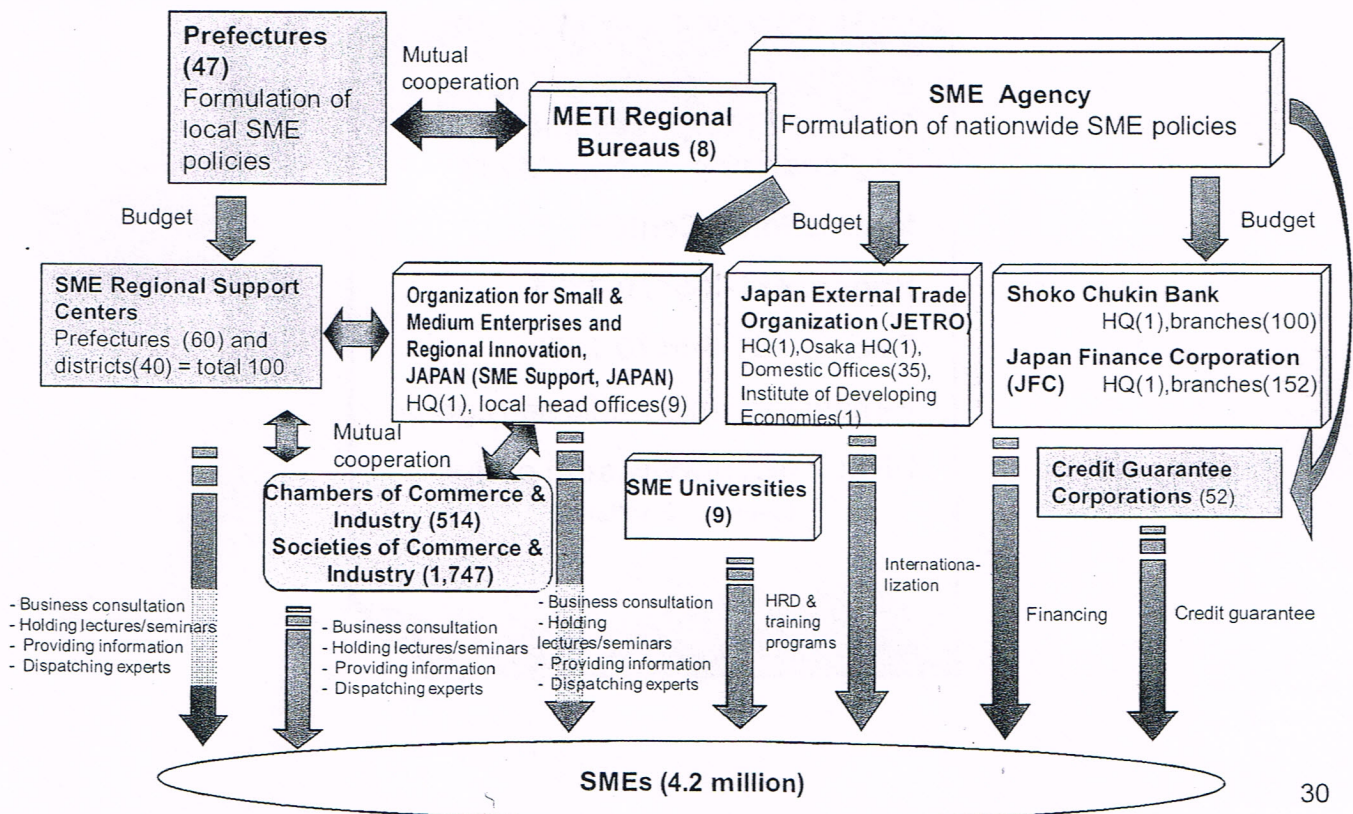 Prefectures
(47)
Formulation of
local SME
policies
Mutual
cooperation
METI Regional
Bureaus (8)
SME Agency
Formulation of nationwide SME policies
Budget
Budget
Budget
SME Regional Support
Centers
Prefectures (60) and
districts(40) = total 100
Organization for Small &
Medium Enterprises and
Regional Innovation,
JAPAN (SME Support, JAPAN)
HQ(1), local head offices(9)
Japan External Trade
Organization(JETRO)
HQ(1),Osaka HQ(1),
Domestic Offices(35),
Institute of Developing
Economies(1)
Shoko Chukin Bank
HQ(1),branches(100)
Japan Finance Corporation
(JFC) HQ(1),branches(152)
Mutual
cooperation
Chambers of Commerce &
Industry (514)
Societies of Commerce &
Industry (1,747)
SME Universities
(9)
Credit Guarantee
Corporations (52)
- Business consultation
- Holding lectures/seminars
- Providing information
- Dispatching experts
- Business consultation
- Holding lectures/seminars
- Providing information
- Dispatching experts
- Business consultation
- Holding
lectures/seminars
- Providing information
- Dispatching experts
HRD &
training
programs
Internationa-
lization
Financing
Credit guarantee
SMEs (4.2 million)
30